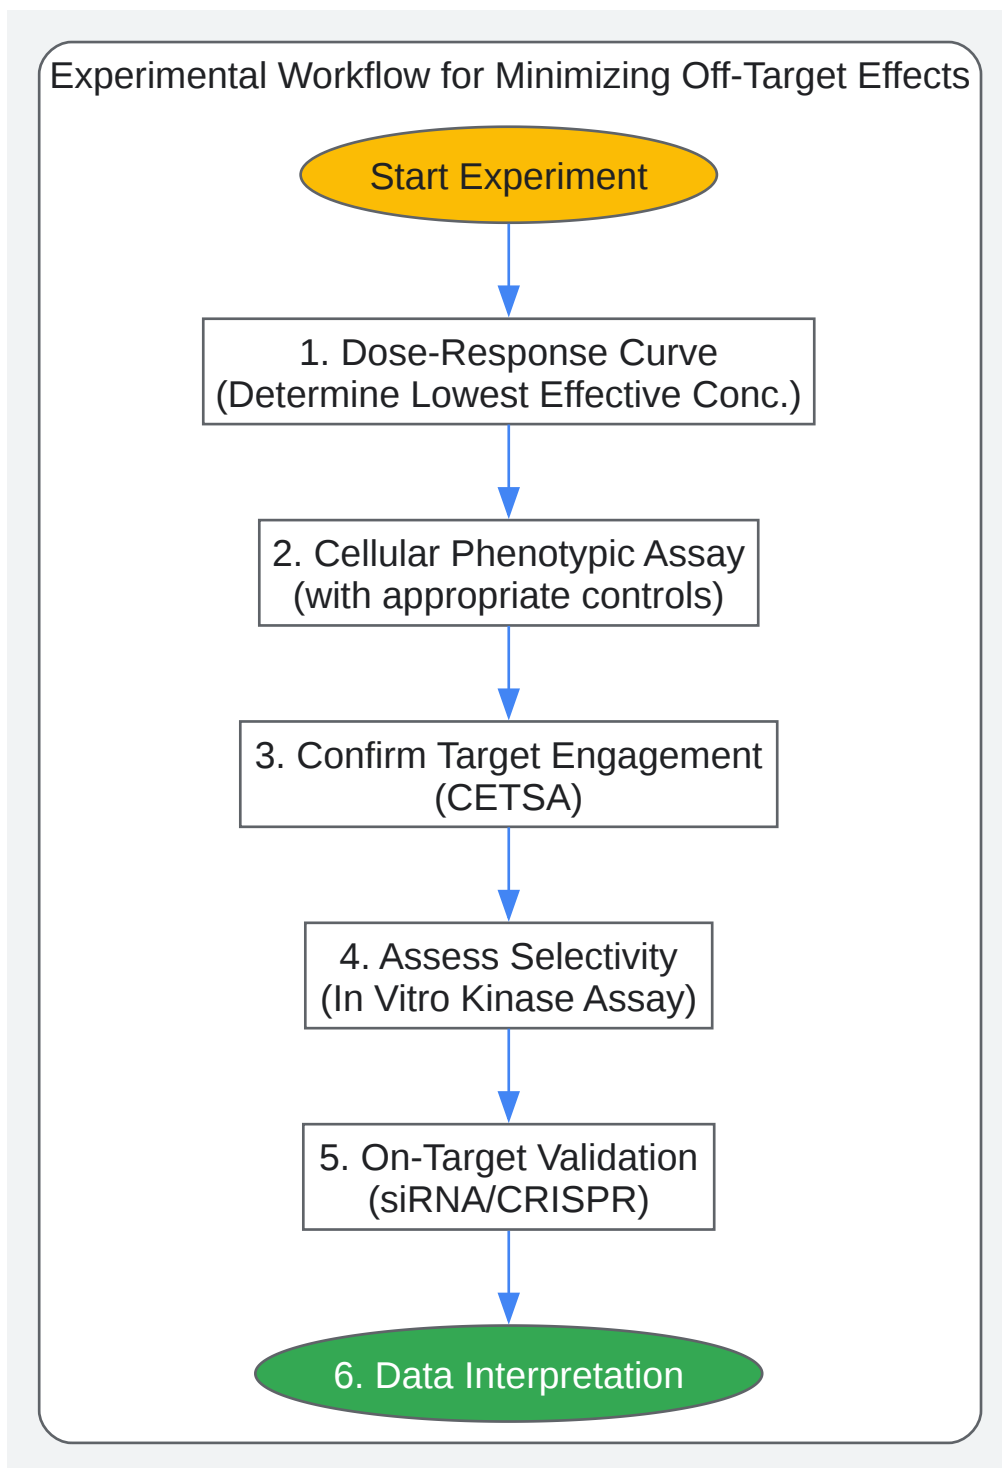 Experimental Workflow for Minimizing Off-Target Effects
Start Experiment
1. Dose-Response Curve
(Determine Lowest Effective Conc.)
2. Cellular Phenotypic Assay
(with appropriate controls)
3. Confirm Target Engagement
(CETSA)
4. Assess Selectivity
(In Vitro Kinase Assay)
5. On-Target Validation
(siRNA/CRISPR)
6. Data Interpretation